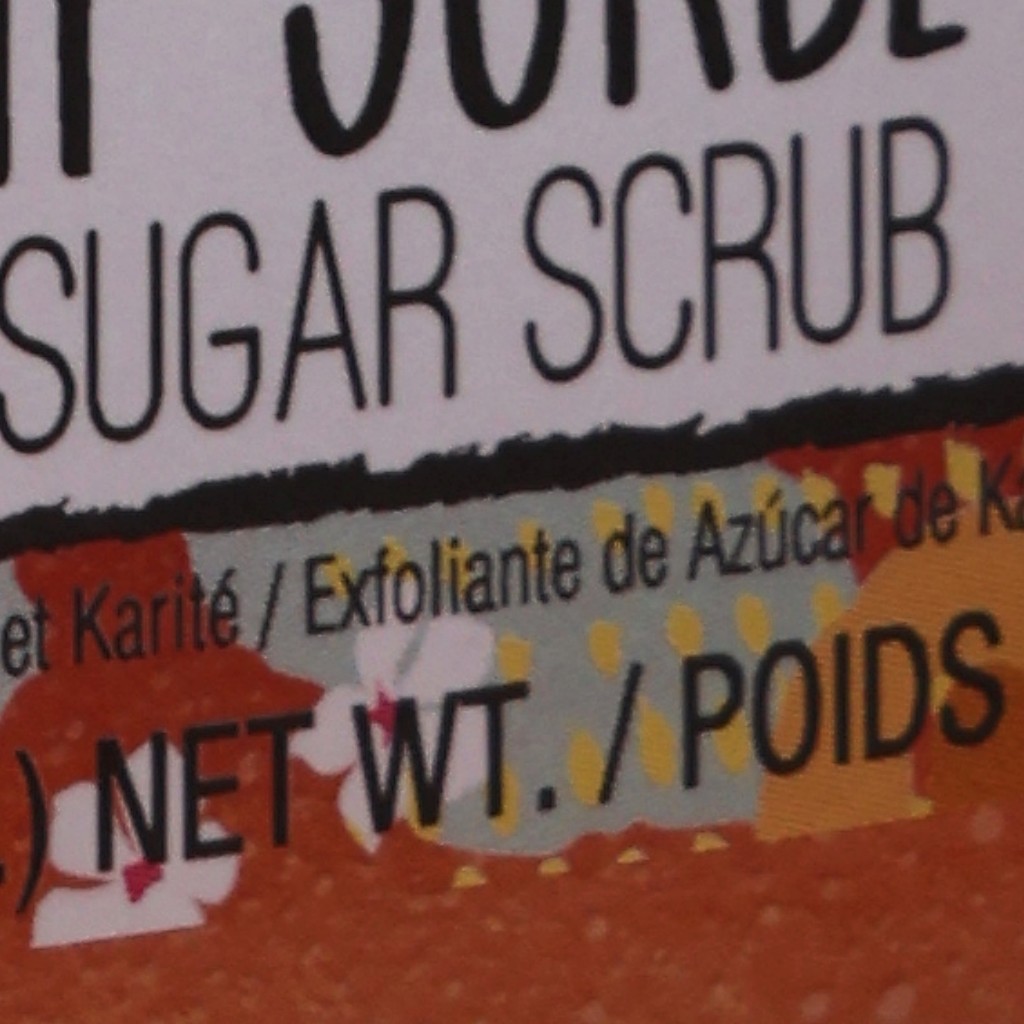 SUGAR SCRUB
et Karité / Exfoliante de Azúcar de
) NET WT. / POIDS